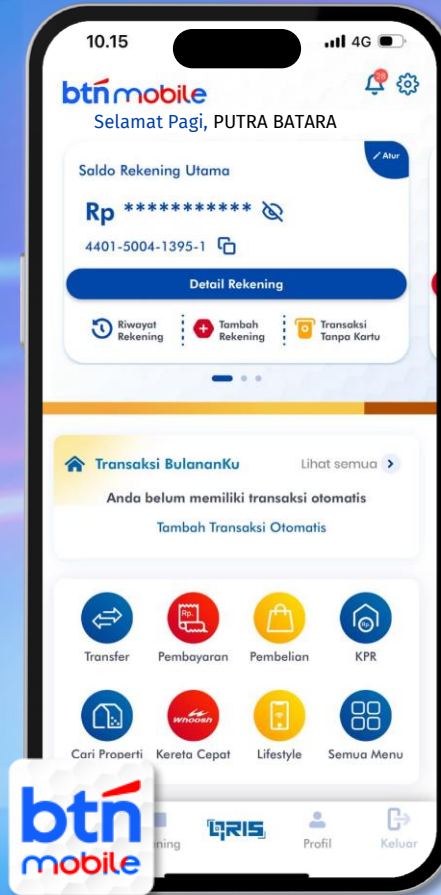 10.15
4G
btn mobile
28
Selamat Pagi, PUTRA BATARA
Saldo Rekening Utama
Atur
Rp ***********
4401-5004-1395-1
Detail Rekening
Riwayat
Rekening
Tambah
Rekening
Transaksi
Tanpa Kartu
Transaksi BulananKu
Lihat semua
Anda belum memiliki transaksi otomatis
Tambah Transaksi Otomatis
Rp.
Rp
Transfer
Pembayaran
Pembelian
KPR
whoosh
Cari Properti
Kereta Cepat
Lifestyle
Semua Menu
QRIS
Profil
Keluar
btn
mobile